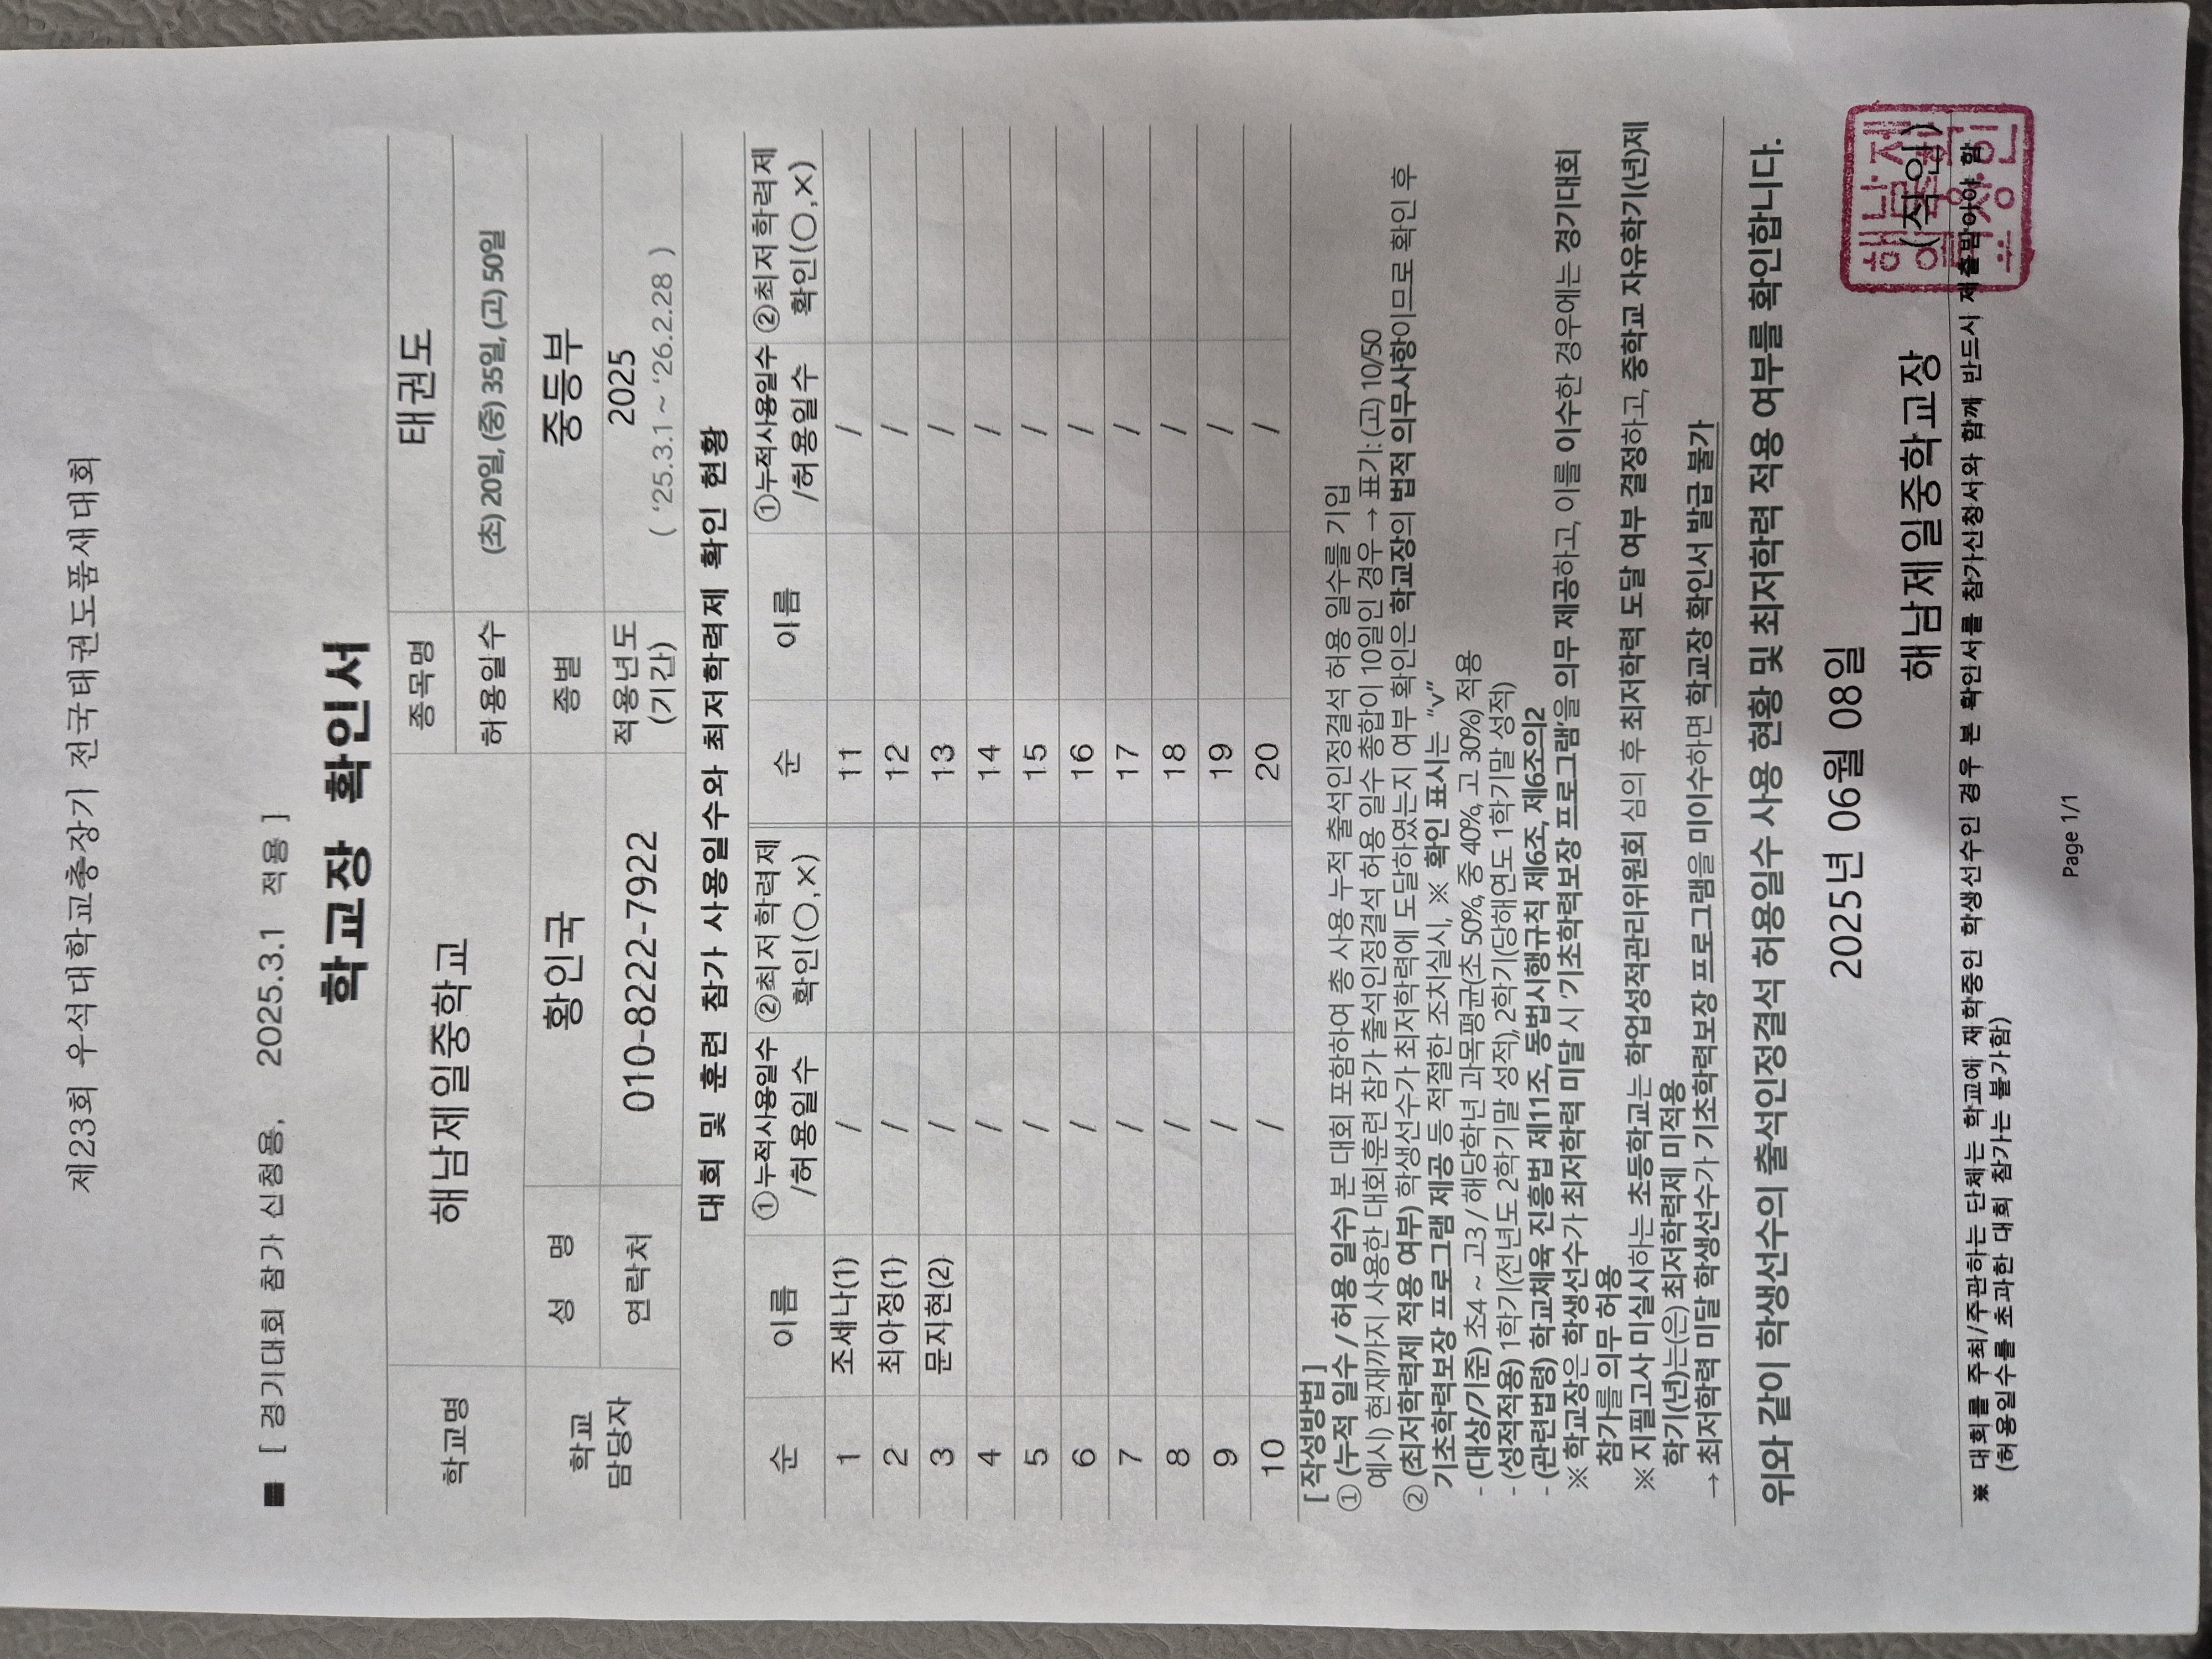 제23회 우석대학교총장기 전국태권도품새대회
■ [ 경기대회 참가 신청용, 2025.3.1 적용 ]
학교장 확인서
학교명 해남제일중학교 종목명 태권도
허용일수 (초) 20일, (중) 35일, (고) 50일
학교 담당자 성 명 황인국 종별 중등부
연락처 010-8222-7922 적용년도 (기간) 2025 ( '25.3.1 ~ '26.2.28 )
대회 및 훈련 참가 사용일수와 최저학력제 확인 현황
순 이름 ①누적사용일수 /허용일수 ②최저학력제 확인(○,×) 순 이름 ①누적사용일수 /허용일수 ②최저학력제 확인(○,×)
1 조세나(1) / 11 /
2 최아정(1) / 12 /
3 문지현(2) / 13 /
4 / 14 /
5 / 15 /
6 / 16 /
7 / 17 /
8 / 18 /
9 / 19 /
10 / 20 /
[ 작성방법 ]
① (누적 일수 / 허용 일수) 본 대회 포함하여 총 사용 누적 출석인정결석 허용 일수를 기입
예시) 현재까지 사용한 대회훈련 참가 출석인정결석 허용 일수 총합이 10일인 경우 → 표기 : (고) 10/50
② (최저학력제 적용 여부) 학생선수가 최저학력에 도달하였는지 여부 확인은 학교장의 법적 의무사항이므로 확인 후
기초학력보장 프로그램 제공 등 적절한 조치실시, ※ 확인 표시는 "v"
- (대상/기준) 초4 ~ 고3 / 해당학년 과목평균(초 50%, 중 40%, 고 30%) 적용
- (성적적용) 1학기(전년도 2학기말 성적), 2학기(당해연도 1학기말 성적)
- (관련법령) 학교체육 진흥법 제11조, 동법시행규칙 제6조, 제6조의2
※ 학교장은 학생선수가 최저학력 미달 시 '기초학력보장 프로그램'을 의무 제공하고, 이를 이수한 경우에는 경기대회
참가를 의무 허용
※ 지필고사 미실시하는 초등학교는 학업성적관리위원회 심의 후 최저학력 도달 여부 결정하고, 중학교 자유학기(년)제
학기(년)는(은) 최저학력제 미적용
→ 최저학력 미달 학생선수가 기초학력보장 프로그램을 미이수하면 학교장 확인서 발급 불가
위와 같이 학생선수의 출석인정결석 허용일수 사용 현황 및 최저학력 적용 여부를 확인합니다.
2025년 06월 08일
해남제일중학교장 (직인)
※ 대회를 주최/주관하는 단체는 학교에 재학중인 학생선수인 경우 본 확인서를 참가신청서와 함께 반드시 제출받아야 함
(허용일수를 초과한 대회 참가는 불가함)
Page 1/1